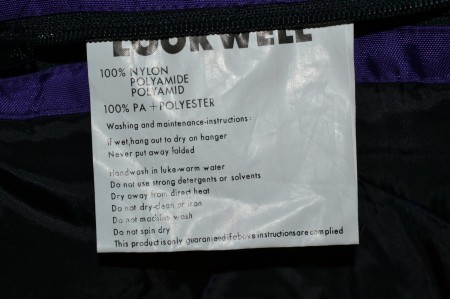 LOOKWELL
100% NYLON
POLYAMIDE
POLYAMID
100% PA + POLYESTER
Washing and maintenance-instructions:
if wet, hang out to dry on hanger
Never put away folded
Handwash in luke-warm water
Do not use strong detergents or solvents
Dry away from direct heat
Do not dry-clean or iron
Do not machine wash
Do not spin dry
This product is only guaranteed if above instructions are complied